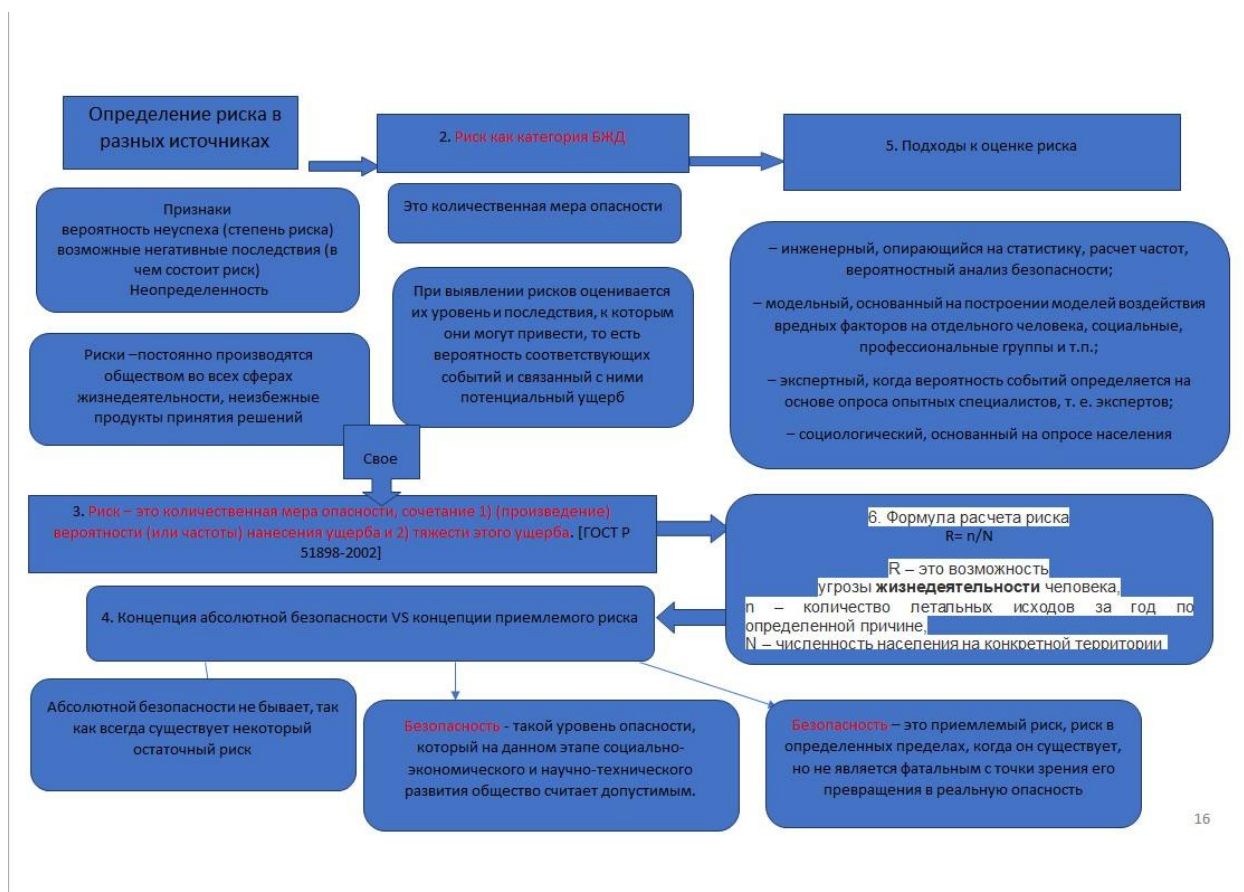 Определение риска в
разных источниках
Признаки
вероятность неуспеха (степень риска)
возможные негативные последствия (в
чем состоит риск)
Неопределенность
Риски –постоянно производятся
обществом во всех сферах
жизнедеятельности, неизбежные
продукты принятия решений
2. Риск как категория БЖД
Это количественная мера опасности
При выявлении рисков оценивается
их уровень и последствия, к которым
они могут привести, то есть
вероятность соответствующих
событий и связанный с ними
потенциальный ущерб
5. Подходы к оценке риска
– инженерный, опирающийся на статистику, расчет частот,
вероятностный анализ безопасности;
– модельный, основанный на построении моделей воздействия
вредных факторов на отдельного человека, социальные,
профессиональные группы и т.п.;
– экспертный, когда вероятность событий определяется на
основе опроса опытных специалистов, т. е. экспертов;
– социологический, основанный на опросе населения
Свое
3. Риск – это количественная мера опасности, сочетание 1) (произведение)
вероятности (или частоты) нанесения ущерба и 2) тяжести этого ущерба. [ГОСТ Р
51898-2002]
6. Формула расчета риска
R= n/N
R – это возможность
угрозы жизнедеятельности человека,
n – количество летальных исходов за год по
определенной причине,
N – численность населения на конкретной территории
4. Концепция абсолютной безопасности VS концепции приемлемого риска
Абсолютной безопасности не бывает, так
как всегда существует некоторый
остаточный риск
Безопасность - такой уровень опасности,
который на данном этапе социально-
экономического и научно-технического
развития общество считает допустимым.
Безопасность – это приемлемый риск, риск в
определенных пределах, когда он существует,
но не является фатальным с точки зрения его
превращения в реальную опасность
16